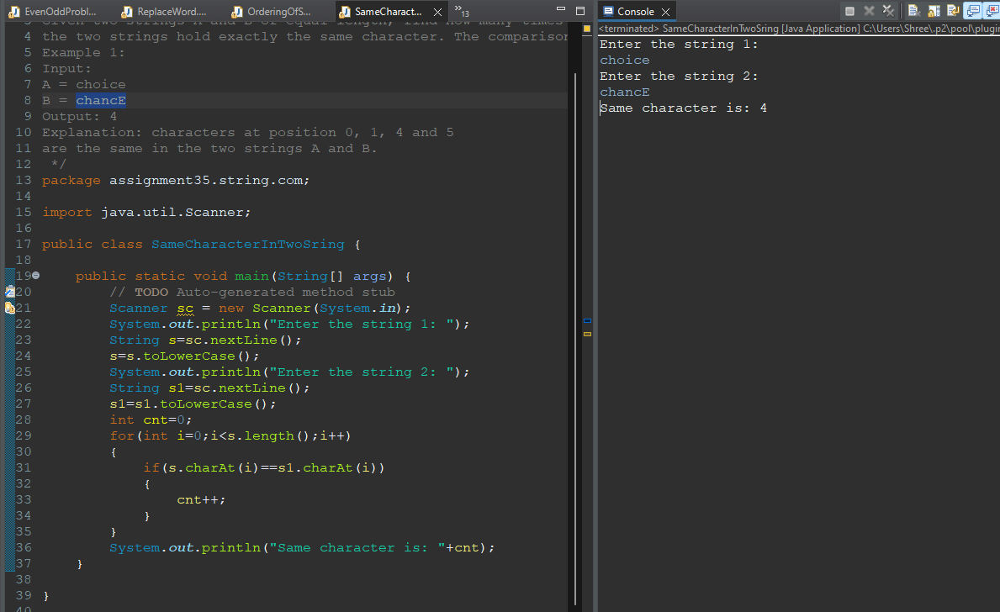 EvenOddProbl...
ReplaceWord....
OrderingOfS...
SameCharact...
»13
Console
<terminated> SameCharacterInTwoSring [Java Application] C:\Users\Shree\.p2\pool\plugin
4 the two strings hold exactly the same character. The comparison
5 Example 1:
6 Input:
7 A = choice
8 B = chancE
9 Output: 4
10 Explanation: characters at position 0, 1, 4 and 5
11 are the same in the two strings A and B.
12 */
13 package assignment35.string.com;
14
15 import java.util.Scanner;
16
17 public class SameCharacterInTwoSring {
18
19 public static void main(String[] args) {
20 // TODO Auto-generated method stub
21 Scanner sc = new Scanner(System.in);
22 System.out.println("Enter the string 1: ");
23 String s=sc.nextLine();
24 s=s.toLowerCase();
25 System.out.println("Enter the string 2: ");
26 String s1=sc.nextLine();
27 s1=s1.toLowerCase();
28 int cnt=0;
29 for(int i=0;i<s.length();i++)
30 {
31 if(s.charAt(i)==s1.charAt(i))
32 {
33 cnt++;
34 }
35 }
36 System.out.println("Same character is: "+cnt);
37 }
38
39 }
40
Enter the string 1:
choice
Enter the string 2:
chancE
Same character is: 4